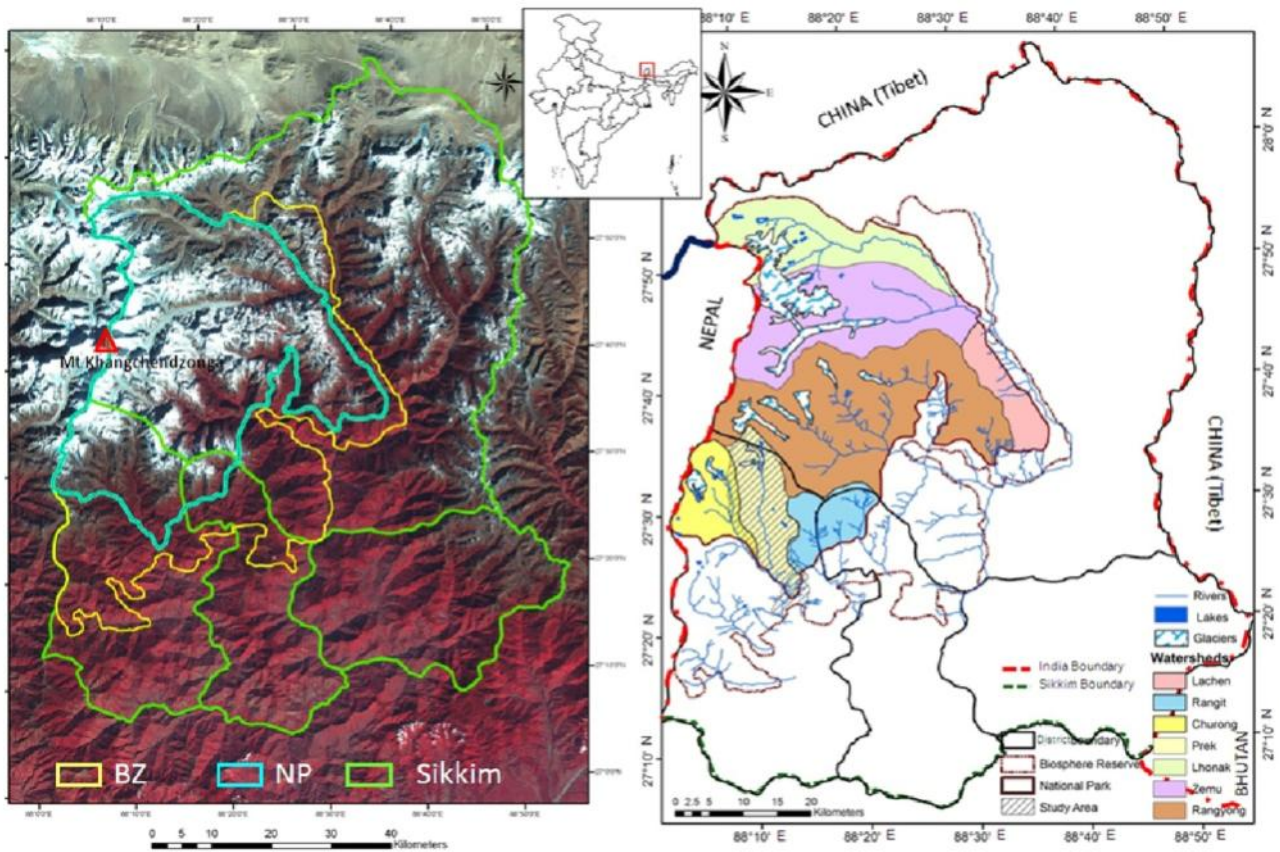 88°10'E 88°20'E 88°30'E 88°40'E 88°50'E
N
E
S
CHINA (Tibet)
28°0' N
27°50' N
27°40' N
27°30' N
27°20' N
27°10' N
NEPAL
CHINA (Tibet)
BHUTAN
Mt Khangchendzonga
BZ
NP
Sikkim
0 5 10 20 30 40
Kilometers
27°50' N
27°40' N
27°30' N
27°20' N
27°10' N
Rivers
Lakes
Glaciers
Watersheds
Lachen
Rangit
Churong
Prek
Lhonak
Zemu
Rangyong
India Boundary
Sikkim Boundary
District Boundary
Biosphere Reserve
National Park
Study Area
0 2.5 5 10 15 20
Kilometers
88°10' E 88°20' E 88°30' E 88°40' E 88°50' E